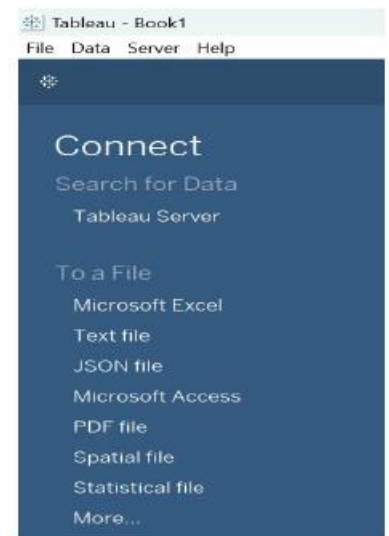 Tableau - Book1
File Data Server Help
Connect
Search for Data
Tableau Server
To a File
Microsoft Excel
Text file
JSON file
Microsoft Access
PDF file
Spatial file
Statistical file
More...